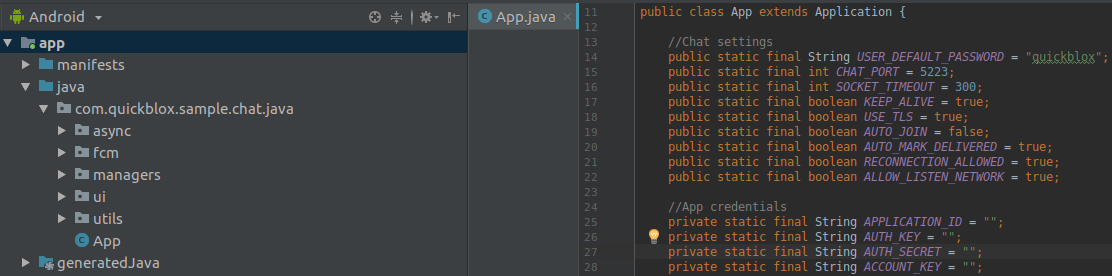 Android
app
manifests
java
com.quickblox.sample.chat.java
async
fcm
managers
ui
utils
App
generatedJava
App.java
11 public class App extends Application {
12
13 //Chat settings
14 public static final String USER_DEFAULT_PASSWORD = "quickblox";
15 public static final int CHAT_PORT = 5223;
16 public static final int SOCKET_TIMEOUT = 300;
17 public static final boolean KEEP_ALIVE = true;
18 public static final boolean USE_TLS = true;
19 public static final boolean AUTO_JOIN = false;
20 public static final boolean AUTO_MARK_DELIVERED = true;
21 public static final boolean RECONNECTION_ALLOWED = true;
22 public static final boolean ALLOW_LISTEN_NETWORK = true;
23
24 //App credentials
25 private static final String APPLICATION_ID = "";
26 private static final String AUTH_KEY = "";
27 private static final String AUTH_SECRET = "";
28 private static final String ACCOUNT_KEY = "";